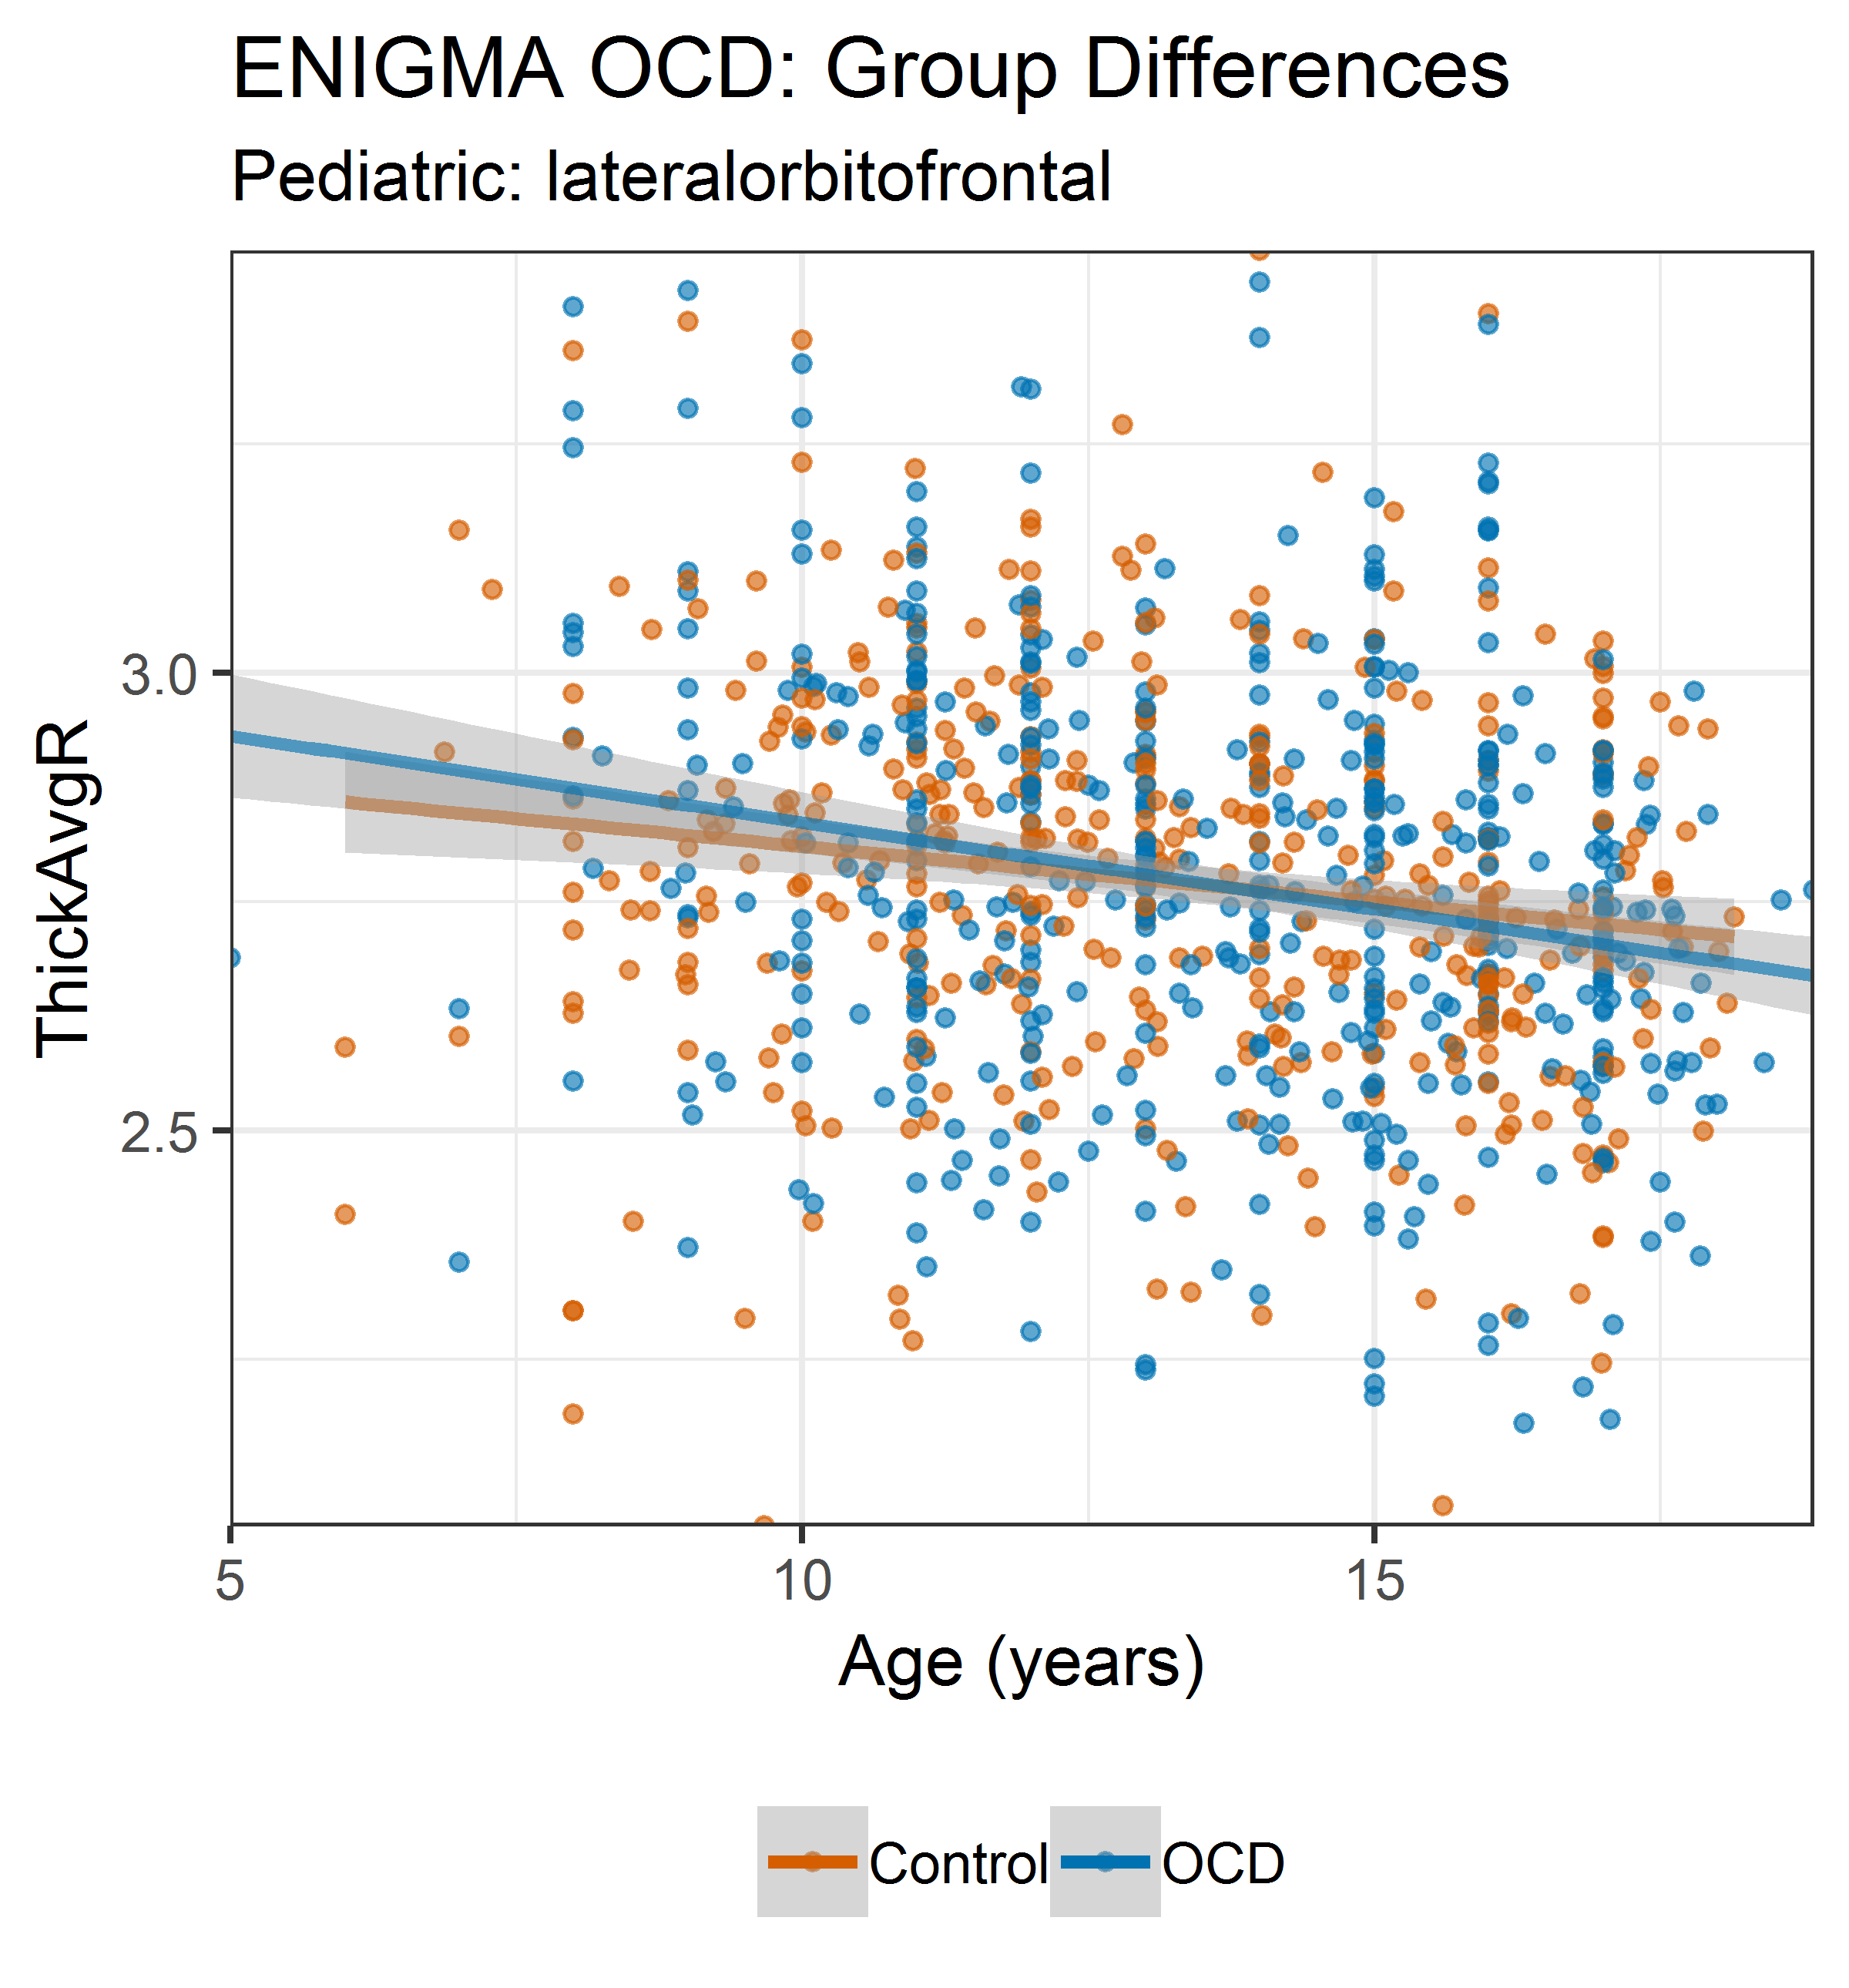 ENIGMA OCD: Group Differences
Pediatric: lateralorbitofrontal
ThickAvgR
3.0
2.5
5 10 15
Age (years)
Control OCD